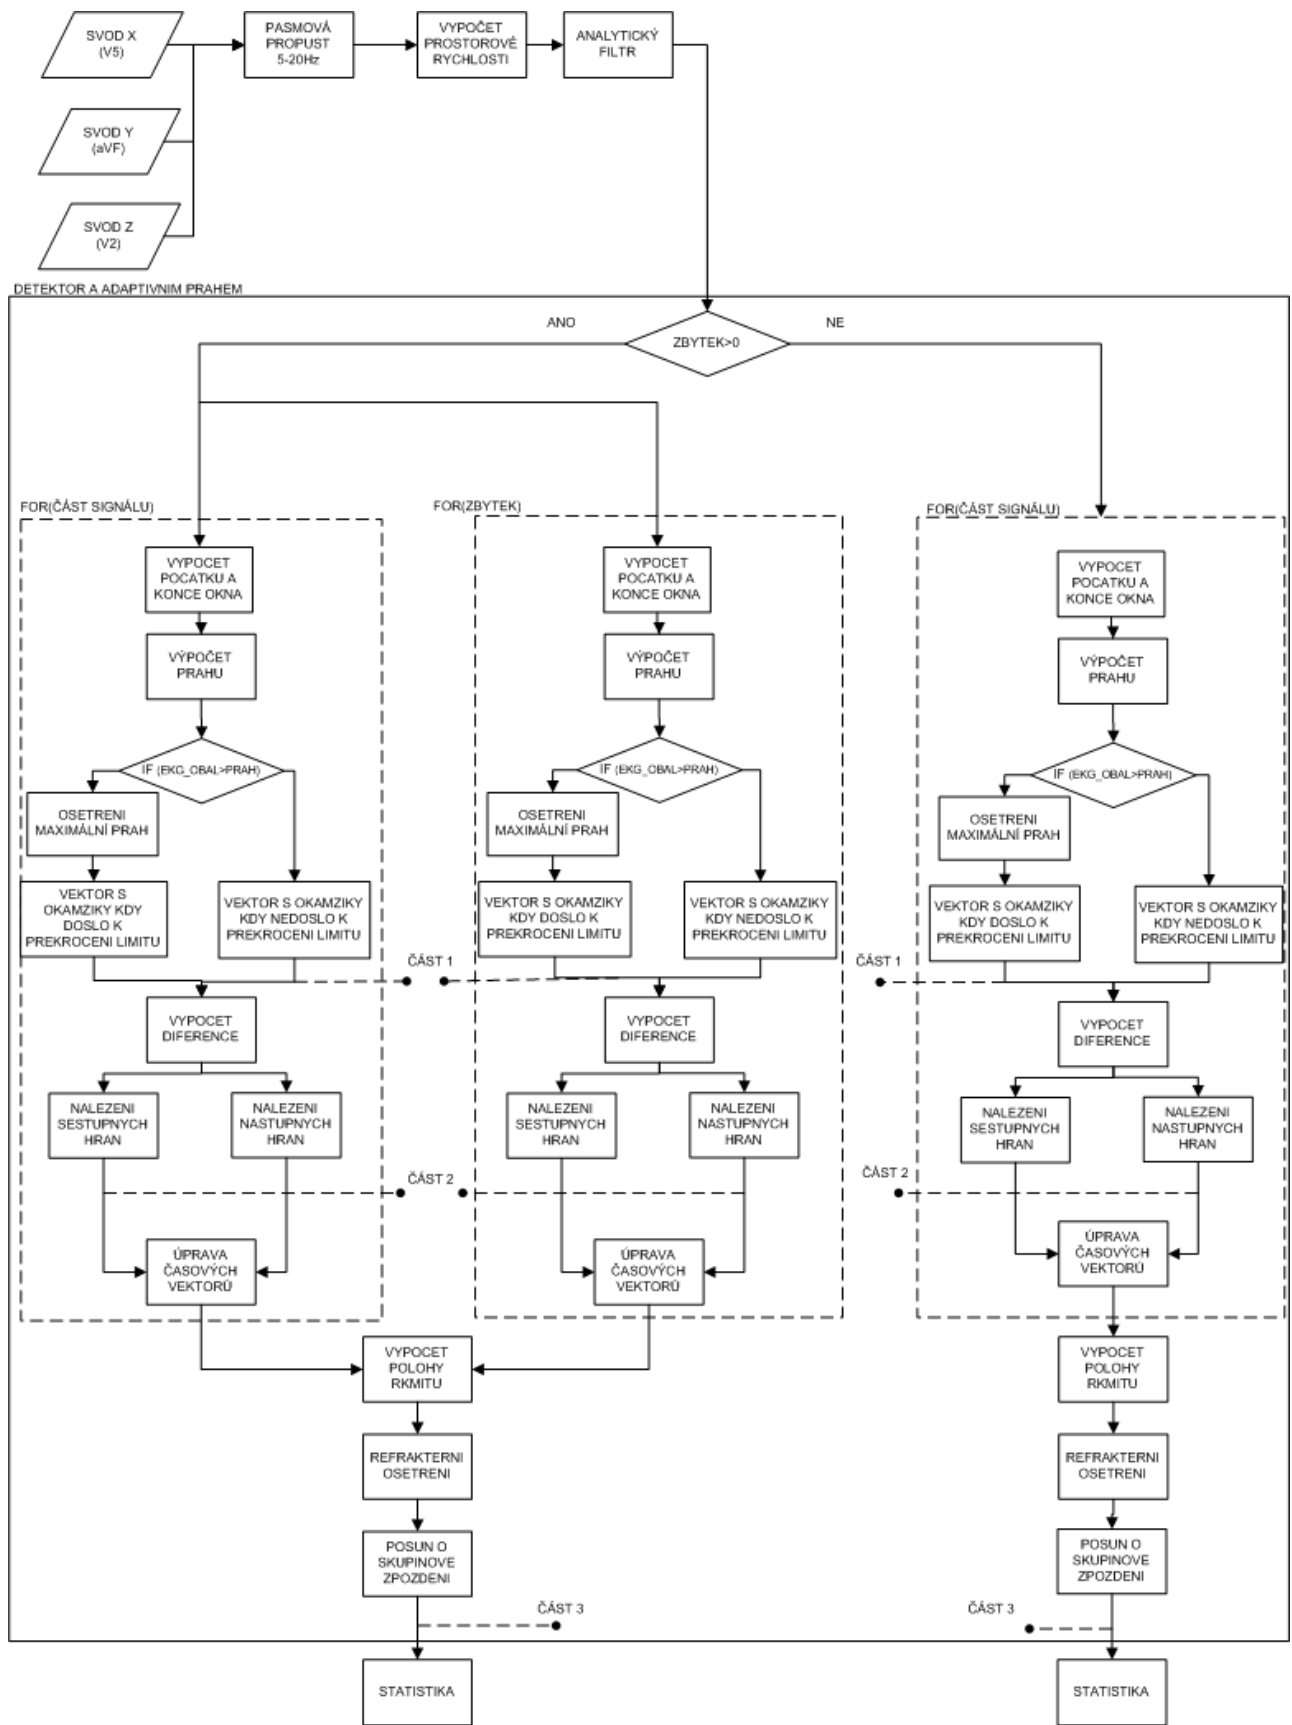 SVOD X
(V5)
PASMOVÁ
PROPUST
5-20Hz
VYPOČET
PROSTOROVÉ
RYCHLOSTI
ANALYTICKÝ
FILTR
SVOD Y
(aVF)
SVOD Z
(V2)
DETEKTOR A ADAPTIVNIM PRAHEM
ANO
NE
ZBYTEK>0
FOR(ČÁST SIGNÁLU)
VYPOCET
POCATKU A
KONCE OKNA
VÝPOČET
PRAHU
IF (EKG_OBAL>PRAH)
OSETRENI
MAXIMÁLNÍ PRAH
VEKTOR S
OKAMZIKY KDY
DOSLO K
PREKROCENI LIMITU
VEKTOR S OKAMZIKY
KDY NEDOSLO K
PREKROCENI LIMITU
ČÁST 1
VYPOCET
DIFERENCE
NALEZENI
SESTUPNYCH
HRAN
NALEZENI
NASTUPNYCH
HRAN
ČÁST 2
ÚPRAVA
ČASOVÝCH
VEKTORŮ
FOR(ZBYTEK)
VYPOCET
POCATKU A
KONCE OKNA
VÝPOČET
PRAHU
IF (EKG_OBAL>PRAH)
OSETRENI
MAXIMÁLNÍ PRAH
VEKTOR S OKAMZIKY
KDY DOSLO K
PREKROCENI LIMITU
VEKTOR S OKAMZIKY
KDY NEDOSLO K
PREKROCENI LIMITU
VYPOCET
DIFERENCE
NALEZENI
SESTUPNYCH
HRAN
NALEZENI
NASTUPNYCH
HRAN
ÚPRAVA
ČASOVÝCH
VEKTORŮ
VYPOCET
POLOHY
RKMITU
REFRAKTERNI
OSETRENI
POSUN O
SKUPINOVE
ZPOZDENI
ČÁST 3
STATISTIKA
FOR(ČÁST SIGNÁLU)
VYPOCET
POCATKU A
KONCE OKNA
VÝPOČET
PRAHU
IF (EKG_OBAL>PRAH)
OSETRENI
MAXIMÁLNÍ PRAH
VEKTOR S OKAMZIKY
KDY DOSLO K
PREKROCENI LIMITU
VEKTOR S OKAMZIKY
KDY NEDOSLO K
PREKROCENI LIMITU
ČÁST 1
VYPOCET
DIFERENCE
NALEZENI
SESTUPNYCH
HRAN
NALEZENI
NASTUPNYCH
HRAN
ČÁST 2
ÚPRAVA
ČASOVÝCH
VEKTORŮ
VYPOCET
POLOHY
RKMITU
REFRAKTERNI
OSETRENI
POSUN O
SKUPINOVE
ZPOZDENI
ČÁST 3
STATISTIKA